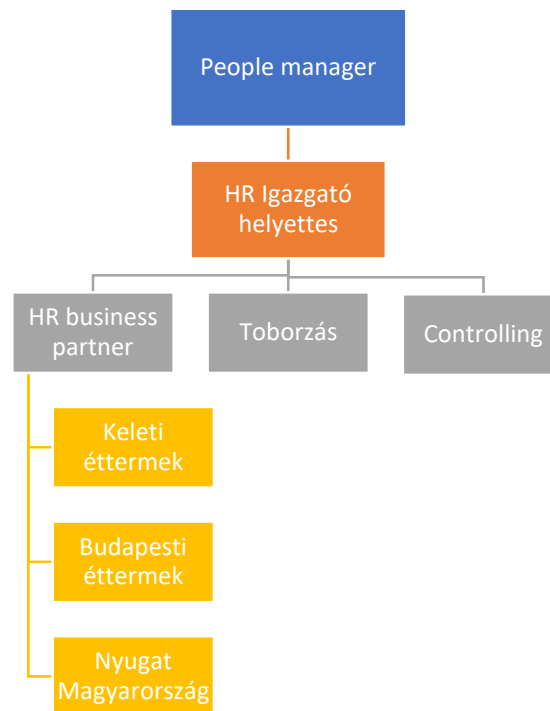 People manager
HR Igazgató
helyettes
HR business
partner
Toborzás
Controlling
Keleti
éttermek
Budapesti
éttermek
Nyugat
Magyarország